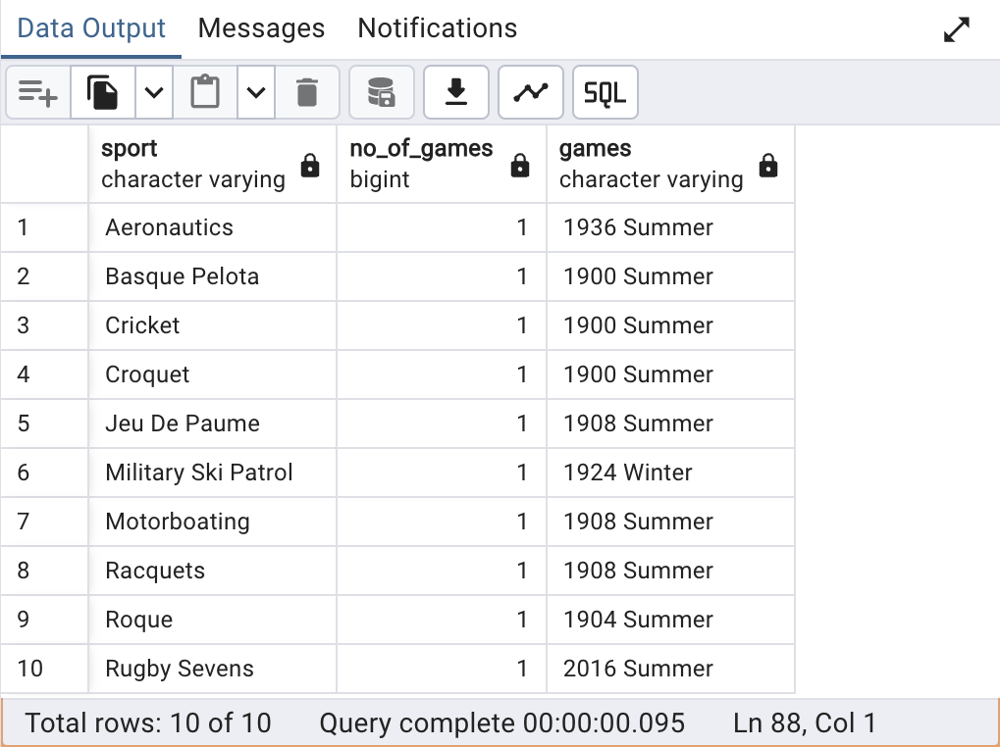 Data Output Messages Notifications
SQL
sport no_of_games games
character varying bigint character varying
1 Aeronautics 1 1936 Summer
2 Basque Pelota 1 1900 Summer
3 Cricket 1 1900 Summer
4 Croquet 1 1900 Summer
5 Jeu De Paume 1 1908 Summer
6 Military Ski Patrol 1 1924 Winter
7 Motorboating 1 1908 Summer
8 Racquets 1 1908 Summer
9 Roque 1 1904 Summer
10 Rugby Sevens 1 2016 Summer
Total rows: 10 of 10 Query complete 00:00:00.095 Ln 88, Col 1